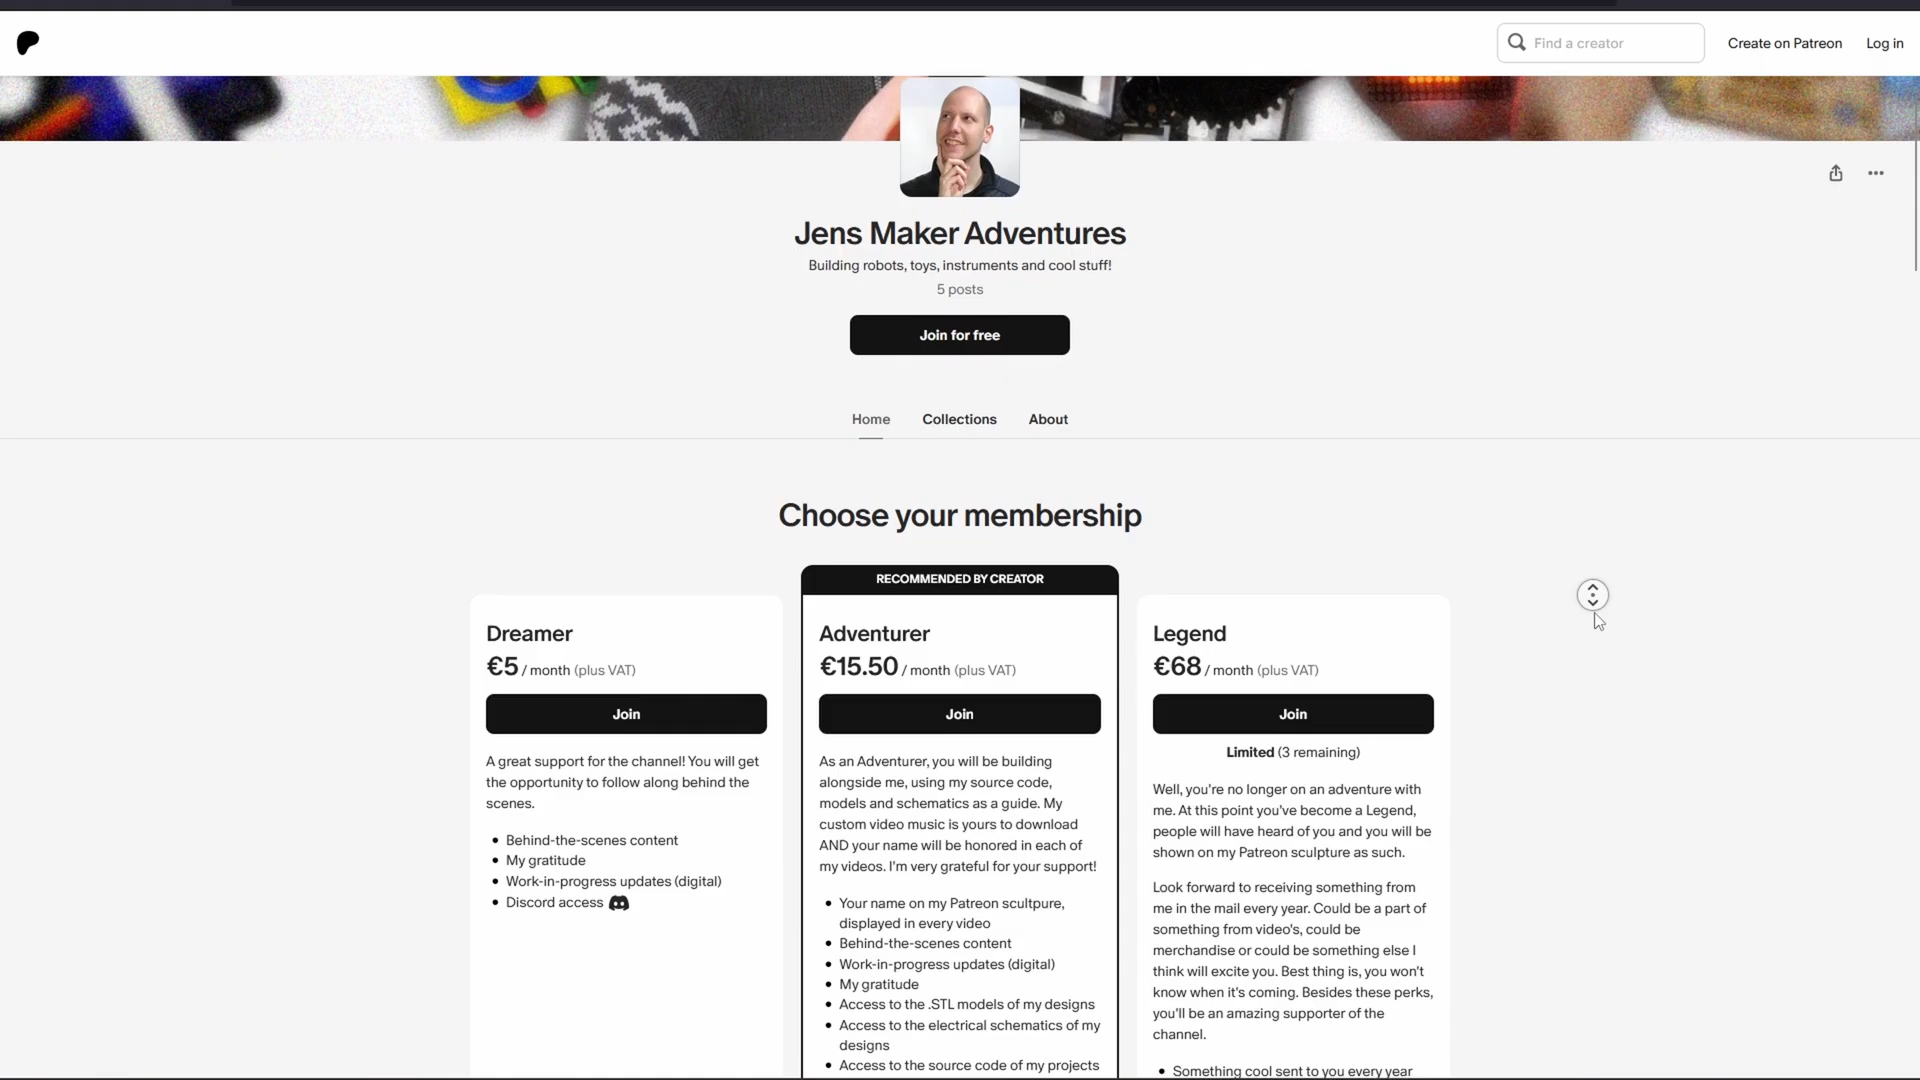 Find a creator
Create on Patreon
Log in
Jens Maker Adventures
Building robots, toys, instruments and cool stuff!
5 posts
Join for free
Home
Collections
About
Choose your membership
Dreamer
€5 / month (plus VAT)
Join
A great support for the channel! You will get
the opportunity to follow along behind the
scenes.
• Behind-the-scenes content
• My gratitude
• Work-in-progress updates (digital)
• Discord access
RECOMMENDED BY CREATOR
Adventurer
€15.50 / month (plus VAT)
Join
As an Adventurer, you will be building
alongside me, using my source code,
models and schematics as a guide. My
custom video music is yours to download
AND your name will be honored in each of
my videos. I'm very grateful for your support!
• Your name on my Patreon scultpure,
displayed in every video
• Behind-the-scenes content
• Work-in-progress updates (digital)
• My gratitude
• Access to the .STL models of my designs
• Access to the electrical schematics of my
designs
• Access to the source code of my projects
Legend
€68 / month (plus VAT)
Join
Limited (3 remaining)
Well, you're no longer on an adventure with
me. At this point you've become a Legend,
people will have heard of you and you will be
shown on my Patreon sculpture as such.
Look forward to receiving something from
me in the mail every year. Could be a part of
something from video's, could be
merchandise or could be something else I
think will excite you. Best thing is, you won't
know when it's coming. Besides these perks,
you'll be an amazing supporter of the
channel.
• Something cool sent to you every year